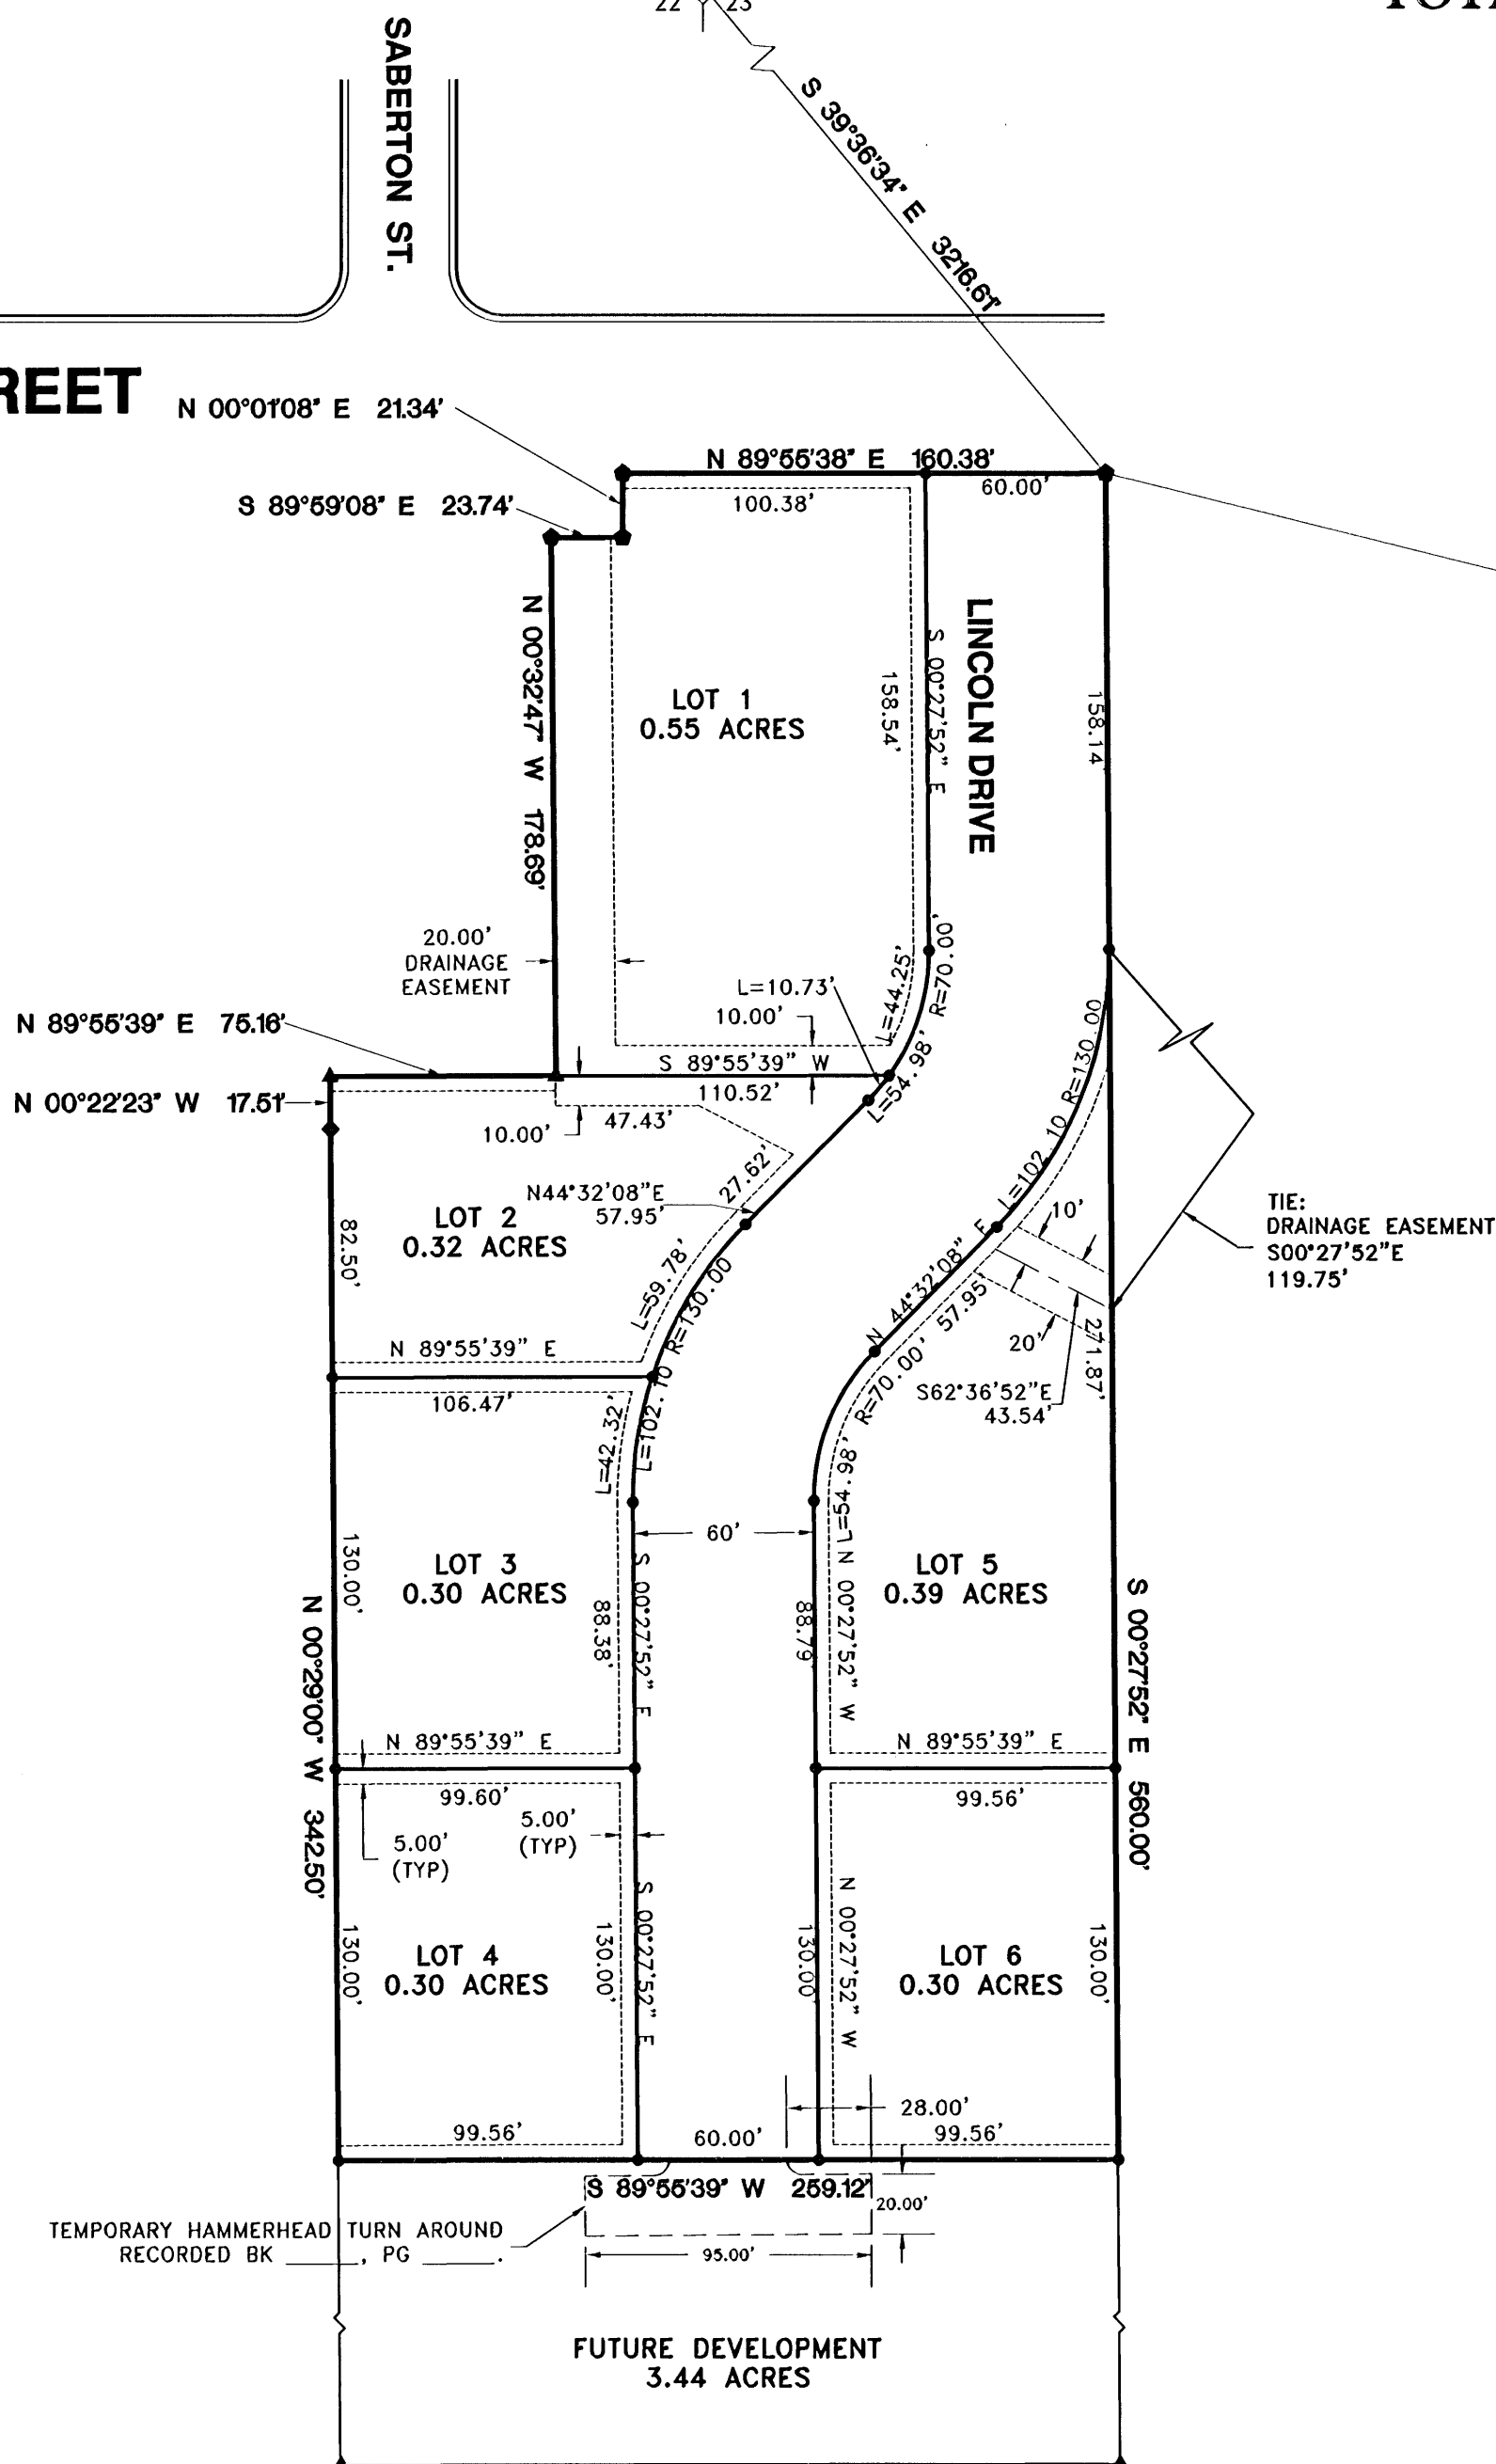 22 23
SABERTON ST.
S 39°36'34" E 3216.61'
REET
N 00°01'08" E 21.34'
N 89°55'38" E 160.38'
60.00'
100.38'
S 89°59'08" E 23.74'
N 00°32'47" W 178.69'
LOT 1
0.55 ACRES
158.54'
S 00°27'52" E
LINCOLN DRIVE
158.14'
20.00'
DRAINAGE
EASEMENT
L=10.73'
10.00'
L=44.25'
L=54.98' R=70.00'
N 89°55'39" E 75.16'
S 89°55'39" W
110.52'
N 00°22'23" W 17.51'
10.00'
47.43'
27.62'
N44°32'08"E
57.95'
LOT 2
0.32 ACRES
82.50'
L=59.78'
L=102.10 R=130.00
L=102.10 R=130.00
N 44°32'08" E
57.95'
10'
20'
TIE:
DRAINAGE EASEMENT
S00°27'52"E
119.75'
271.87'
S62°36'52"E
43.54'
N 89°55'39" E
106.47'
L=42.32'
L=54.98' R=70.00'
60'
LOT 3
0.30 ACRES
130.00'
88.38'
S 00°27'52" E
88.79'
N 00°27'52" W
LOT 5
0.39 ACRES
N 00°29'00" W 342.50'
S 00°27'52" E 560.00'
N 89°55'39" E
N 89°55'39" E
99.60'
99.56'
5.00'
(TYP)
5.00'
(TYP)
LOT 4
0.30 ACRES
130.00'
130.00'
S 00°27'52" E
130.00'
N 00°27'52" W
LOT 6
0.30 ACRES
130.00'
28.00'
99.56'
60.00'
99.56'
S 89°55'39" W 259.12'
20.00'
TEMPORARY HAMMERHEAD TURN AROUND
RECORDED BK ______, PG ______.
95.00'
FUTURE DEVELOPMENT
3.44 ACRES